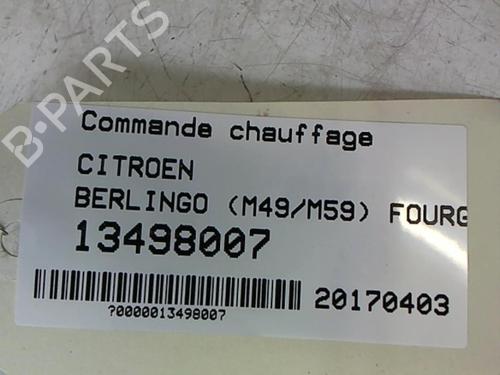 B-PARTS
Commande chauffage
CITROEN
BERLINGO (M49/M59) FOURG
13498007
20170403
?0000013498007